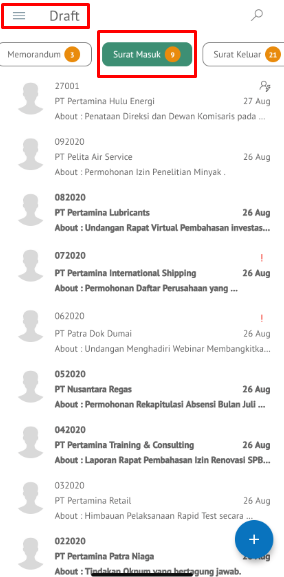 Draft
Memorandum 3
Surat Masuk 9
Surat Keluar 21
27001
PT Pertamina Hulu Energi 27 Aug
About : Penataan Direksi dan Dewan Komisaris pada ...
092020
PT Pelita Air Service 26 Aug
About : Permohonan Izin Penelitian Minyak .
082020
PT Pertamina Lubricants 26 Aug
About : Undangan Rapat Virtual Pembahasan investas...
072020 !
PT Pertamina International Shipping 26 Aug
About : Permohonan Daftar Perusahaan yang ...
062020 !
PT Patra Dok Dumai 26 Aug
About : Undangan Menghadiri Webinar Membangkitka...
052020
PT Nusantara Regas 26 Aug
About : Permohonan Rekapitulasi Absensi Bulan Juli ...
042020
PT Pertamina Training & Consulting 26 Aug
About : Laporan Rapat Pembahasan Izin Renovasi SPB...
032020
PT Pertamina Retail 26 Aug
About : Himbauan Pelaksanaan Rapid Test secara ...
022020
PT Pertamina Patra Niaga 26 Aug
About : Tindakan Oknum yang bertagung jawab.